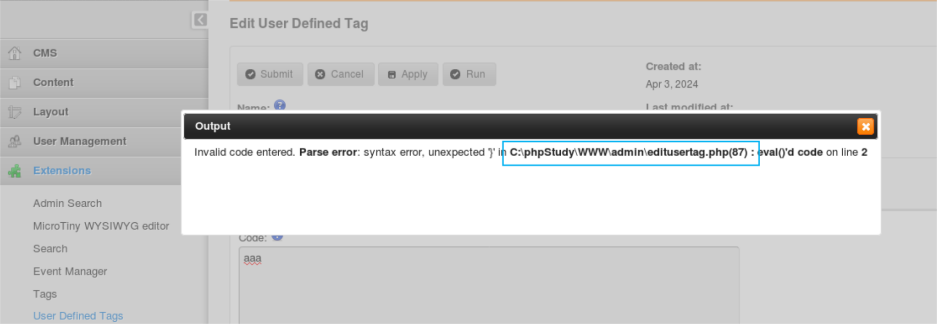 Edit User Defined Tag
CMS
Content
Layout
User Management
Extensions
Admin Search
MicroTiny WYSIWYG editor
Search
Event Manager
Tags
User Defined Tags
Submit
Cancel
Apply
Run
Created at:
Apr 3, 2024
Name:
Last modified at:
Output
Invalid code entered. Parse error: syntax error, unexpected '}' in C:\phpStudy\WWW\admin\editusertag.php(87) : eval()'d code on line 2
Code:
aaa